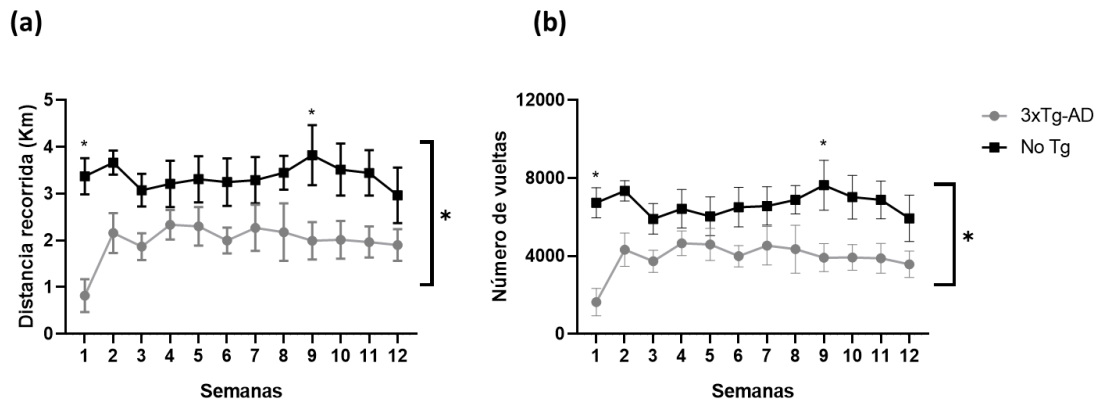 (a)
(b)
Distancia recorrida (Km)
5
4
3
2
1
0
*
*
*
1 2 3 4 5 6 7 8 9 10 11 12
Semanas
Número de vueltas
12000
8000
4000
0
*
*
*
1 2 3 4 5 6 7 8 9 10 11 12
Semanas
3xTg-AD
No Tg